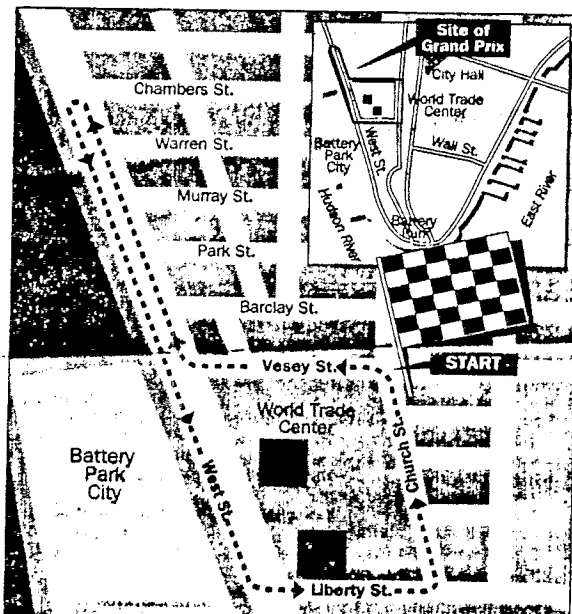 Site of
Grand Prix
City Hall
World Trade
Center
West St.
Wall St.
Battery
Park
City
Hudson River
East River
Battery
Chambers St.
Warren St.
Murray St.
Park St.
Barclay St.
START
Vesey St.
World Trade
Center
Church St.
Battery
Park
City
West St.
Liberty St.